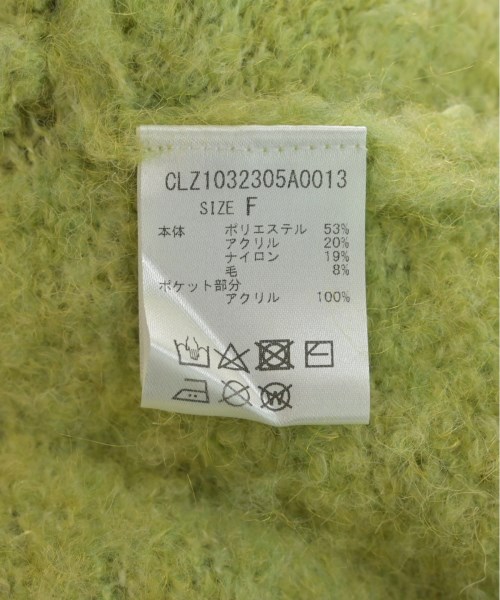 CLZ1032305A0013
SIZE F
本体 ポリエステル 53%
アクリル 20%
ナイロン 19%
毛 8%
ポケット部分
アクリル 100%
W